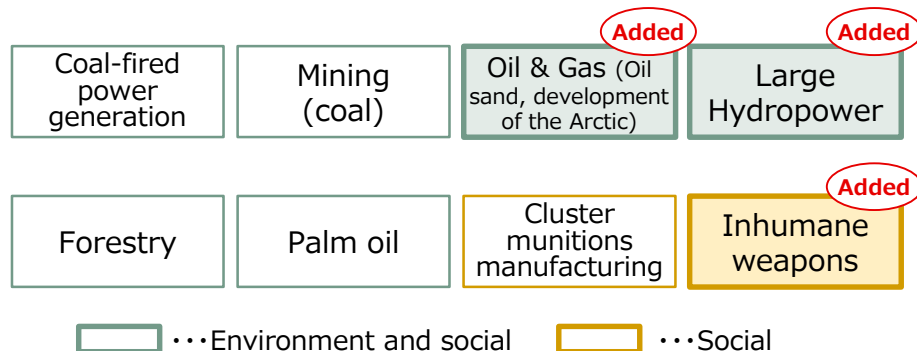 Added
Added
Coal-fired
power
generation
Mining
(coal)
Oil & Gas (Oil
sand, development
of the Arctic)
Large
Hydropower
Added
Forestry
Palm oil
Cluster
munitions
manufacturing
Inhumane
weapons
･･･Environment and social
･･･Social